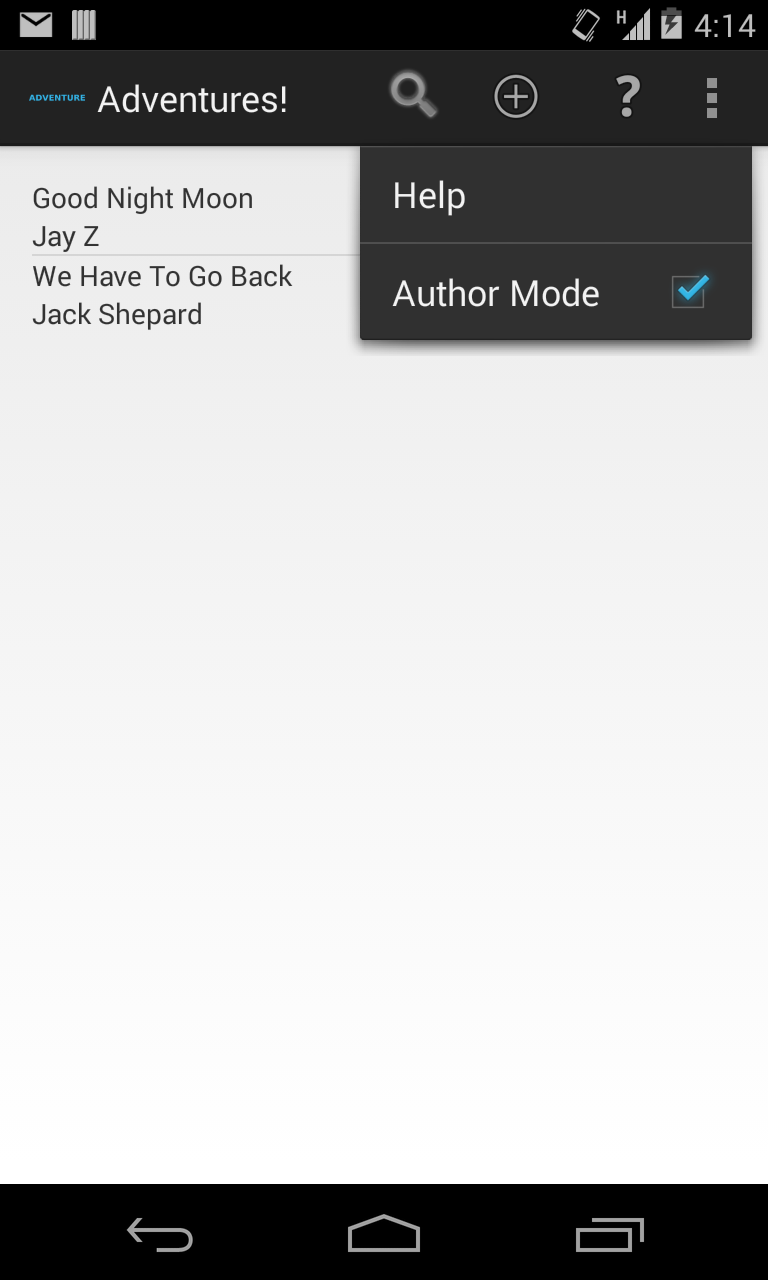 H 4:14
ADVENTURE Adventures! ?
Good Night Moon
Jay Z
We Have To Go Back
Jack Shepard
Help
Author Mode